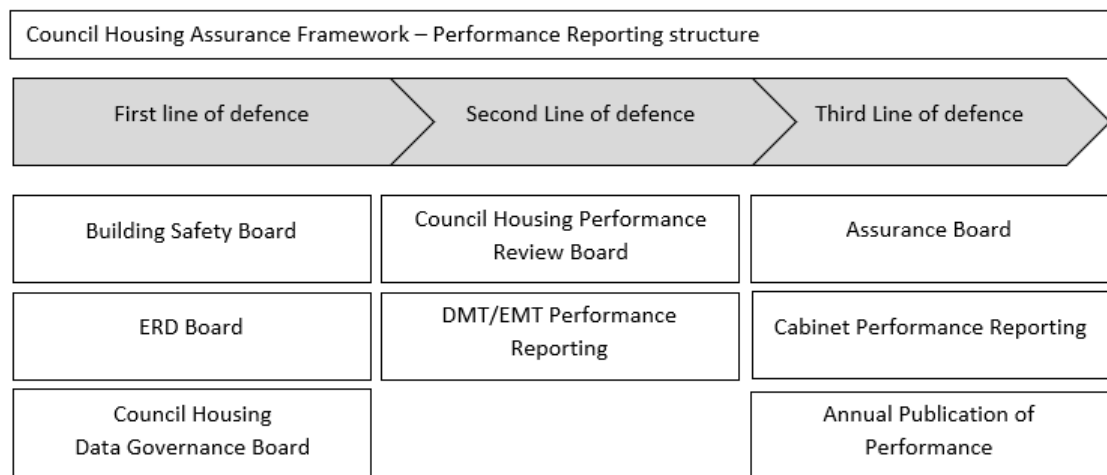 Council Housing Assurance Framework – Performance Reporting structure
First line of defence
Second Line of defence
Third Line of defence
Building Safety Board
Council Housing Performance
Review Board
Assurance Board
ERD Board
DMT/EMT Performance
Reporting
Cabinet Performance Reporting
Council Housing
Data Governance Board
Annual Publication of
Performance